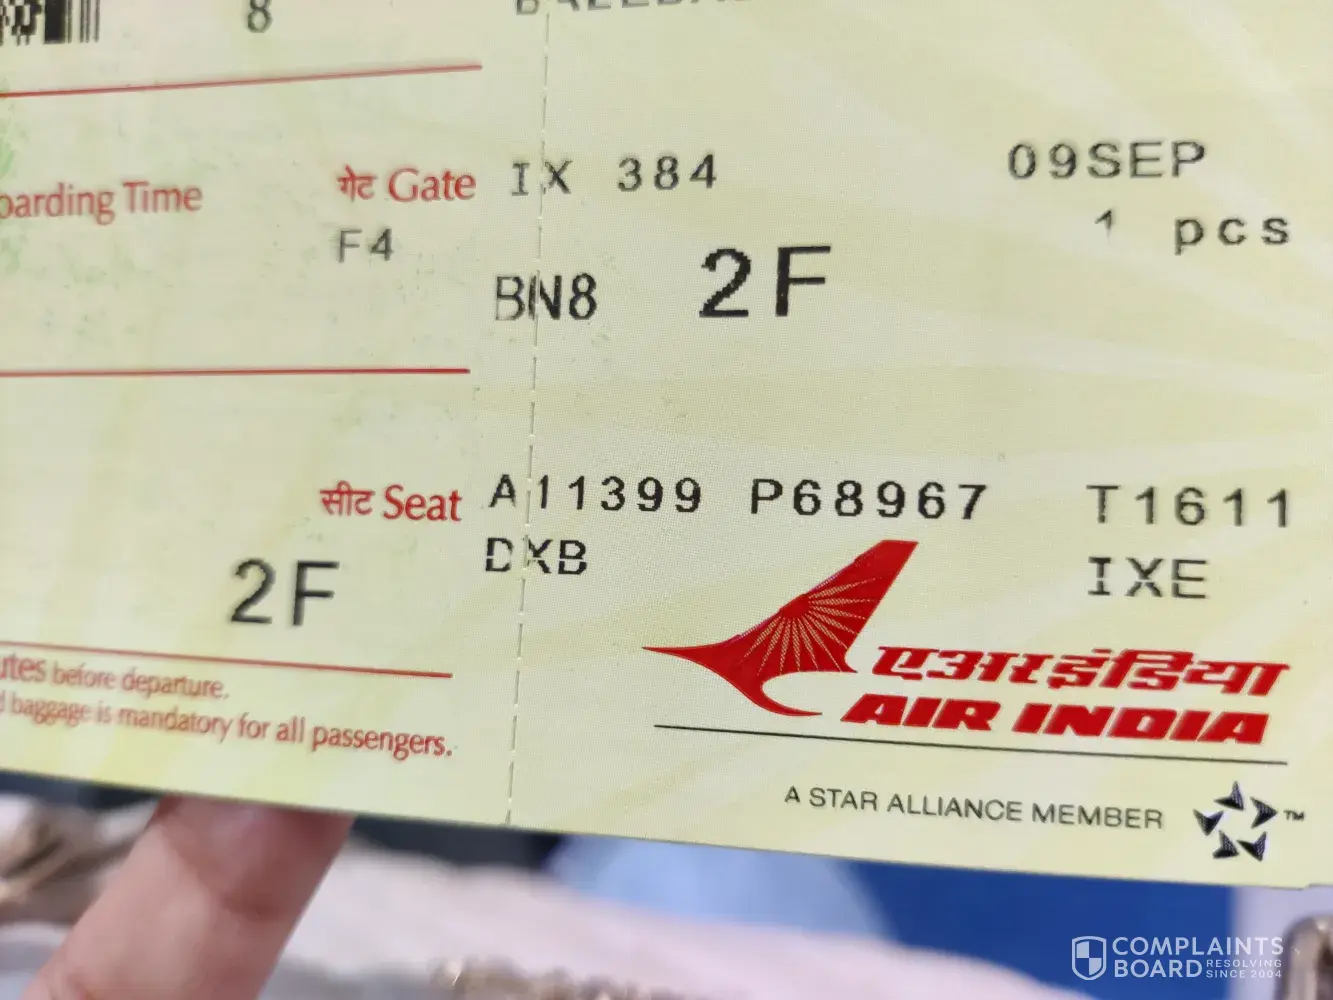 8
IX 384 09SEP
oarding Time गेट Gate
F4
1 pcs
BN8 2F
सीट Seat
A11399 P68967 T1611
DXB IXE
2F
एअर इंडिया
AIR INDIA
utes before departure.
d baggage is mandatory for all passengers.
A STAR ALLIANCE MEMBER
TM
COMPLAINTS
BOARD RESOLVING
SINCE 2004